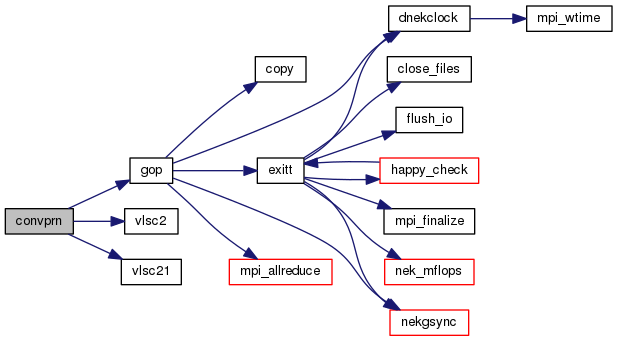 dnekclock
mpi_wtime
copy
close_files
flush_io
gop
exitt
happy_check
convprn
vlsc2
mpi_finalize
vlsc21
mpi_allreduce
nek_mflops
nekgsync